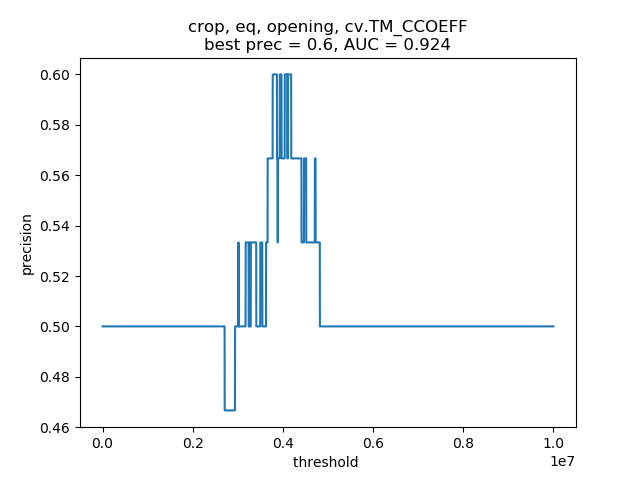 crop, eq, opening, cv.TM_CCOEFF
best prec = 0.6, AUC = 0.924
0.60
0.58
0.56
0.54
0.52
0.50
0.48
0.46
precision
0.0
0.2
0.4
0.6
0.8
1.0
1e7
threshold